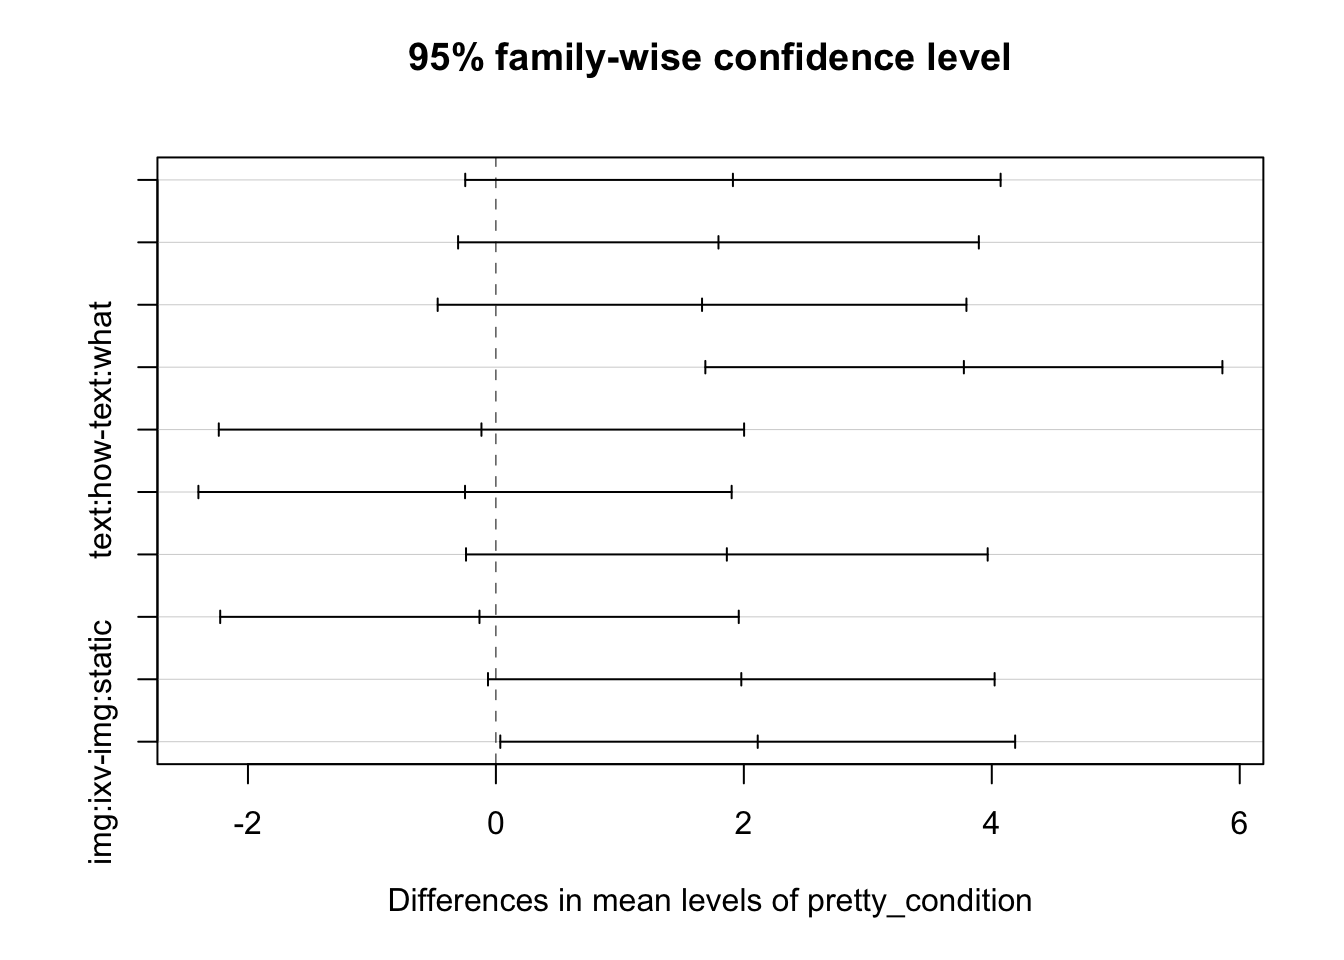 95% family-wise confidence level
text:how-text:what
img:ixv-img:static
-2 0 2 4 6
Differences in mean levels of pretty_condition